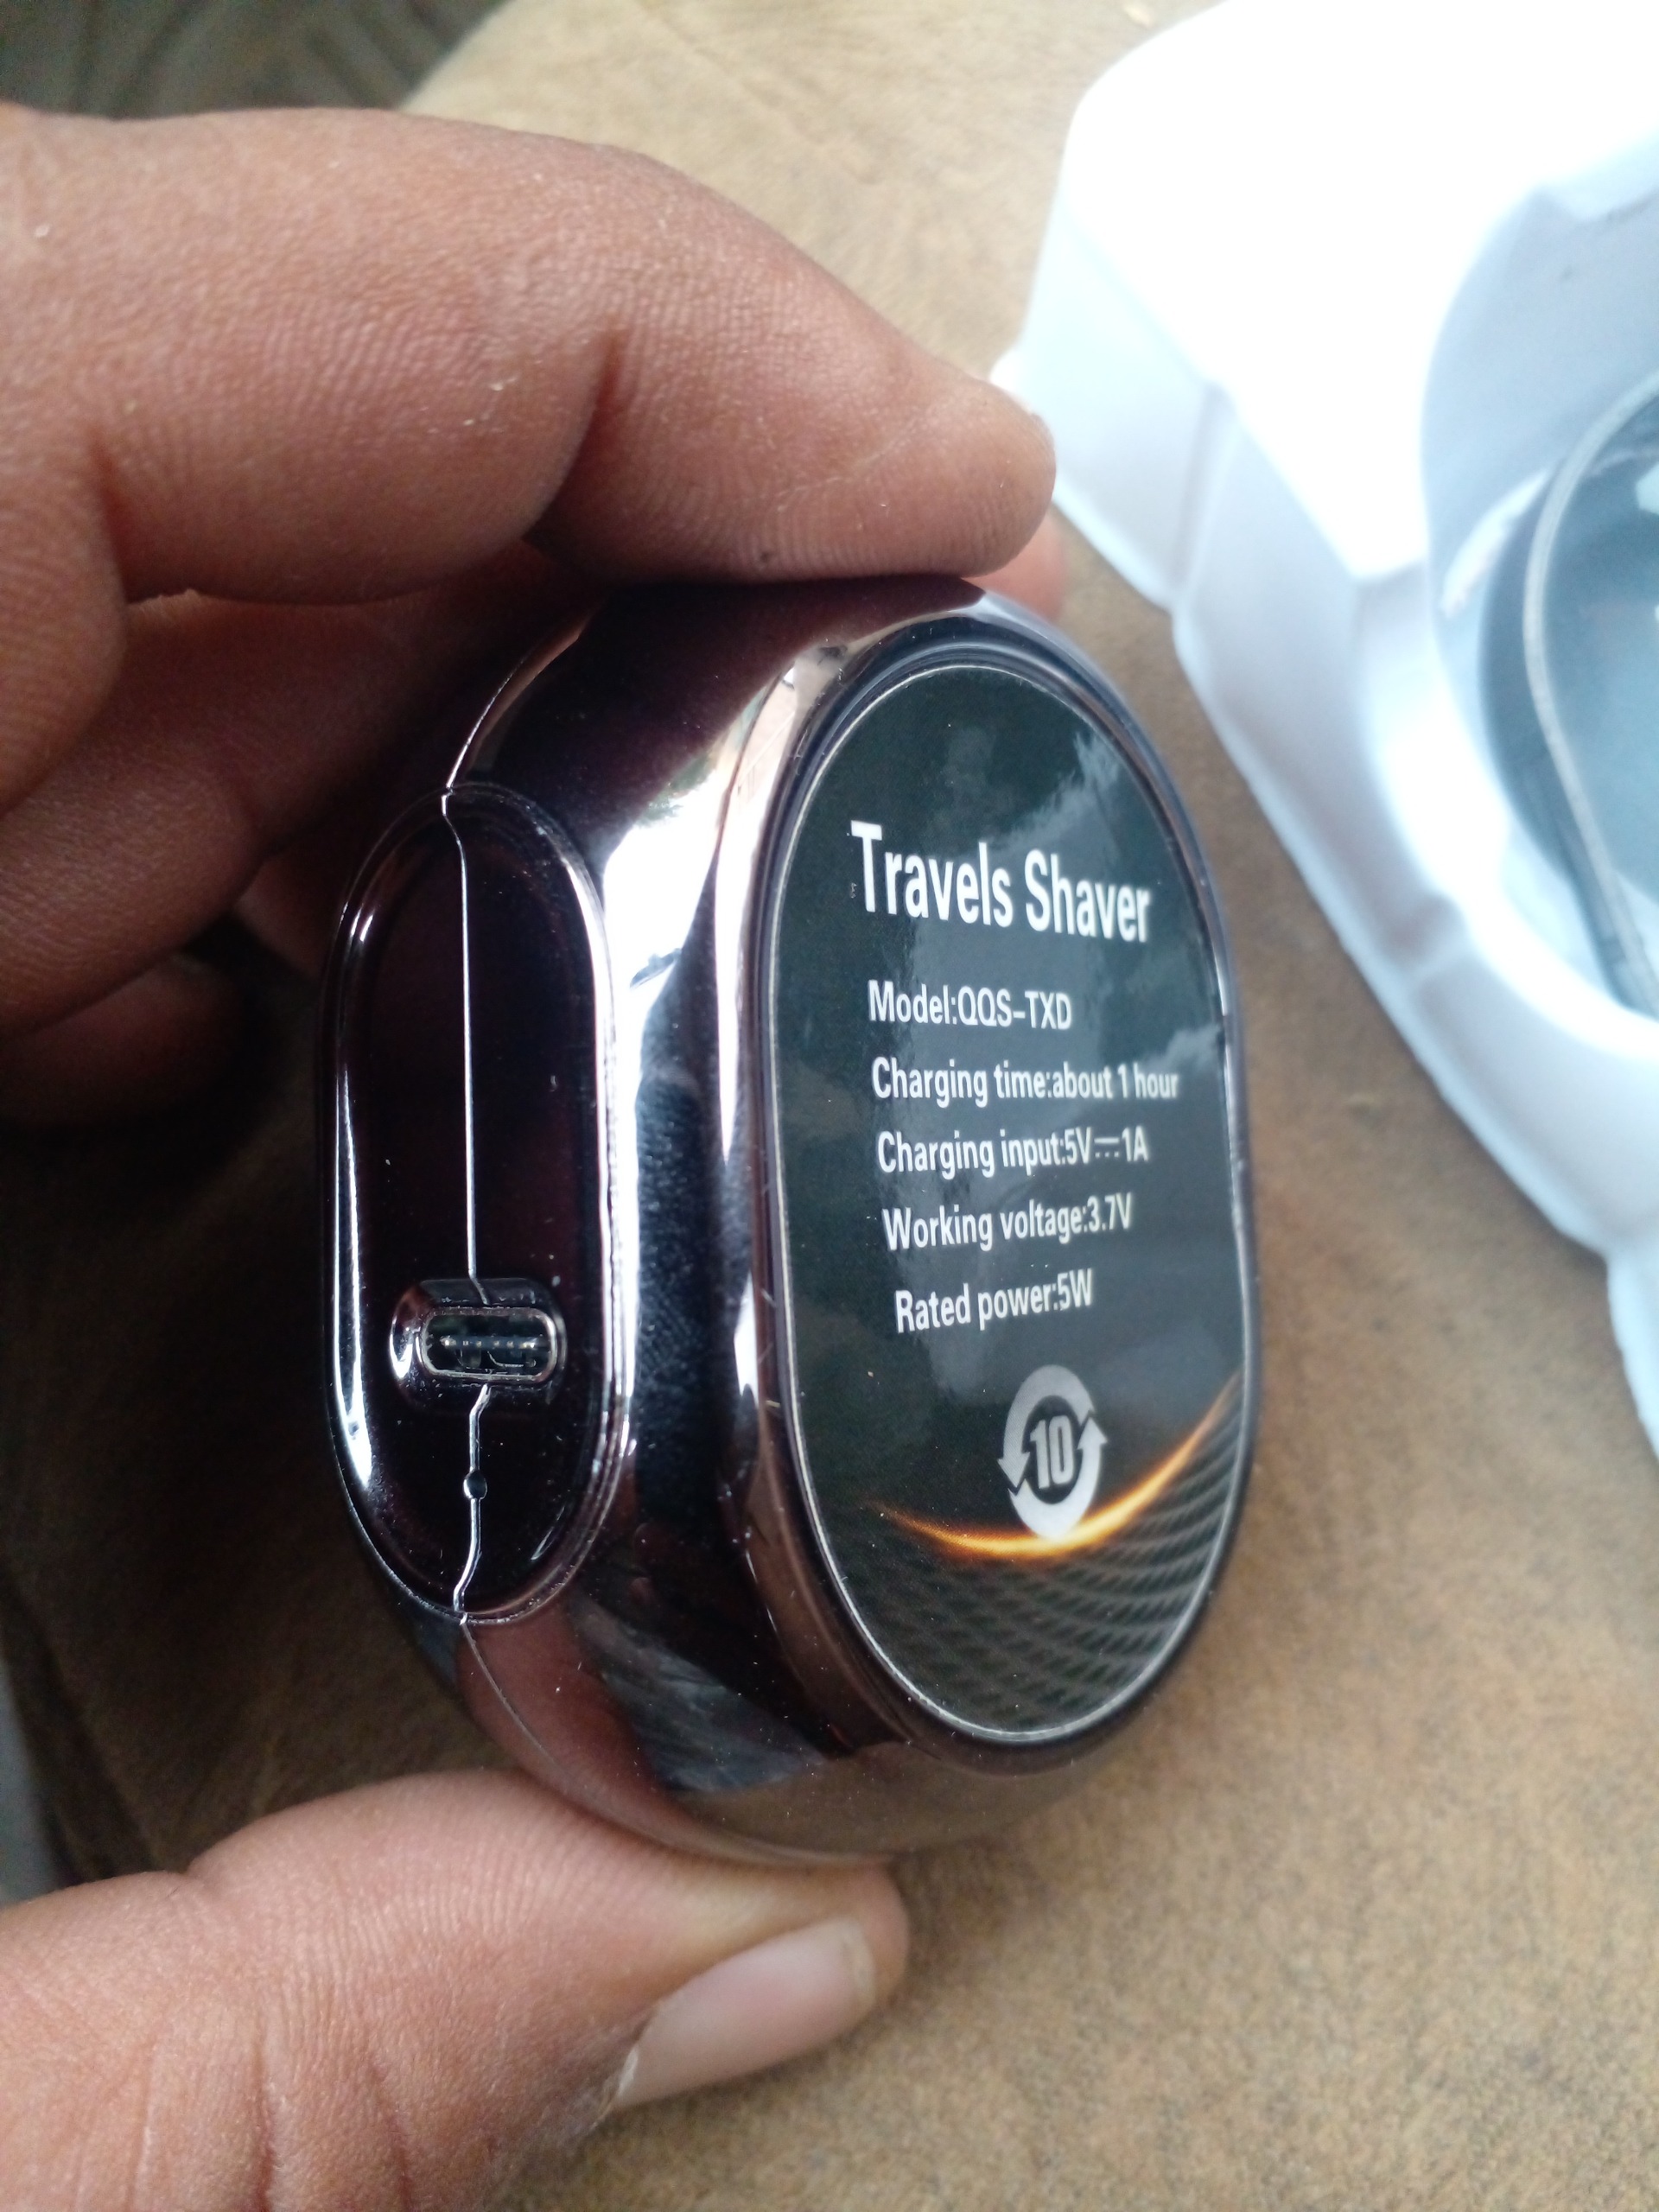 Travels Shaver
Model:QQS-TXD
Charging time:about 1 hour
Charging input:5V⎓1A
Working voltage:3.7V
Rated power:5W
10